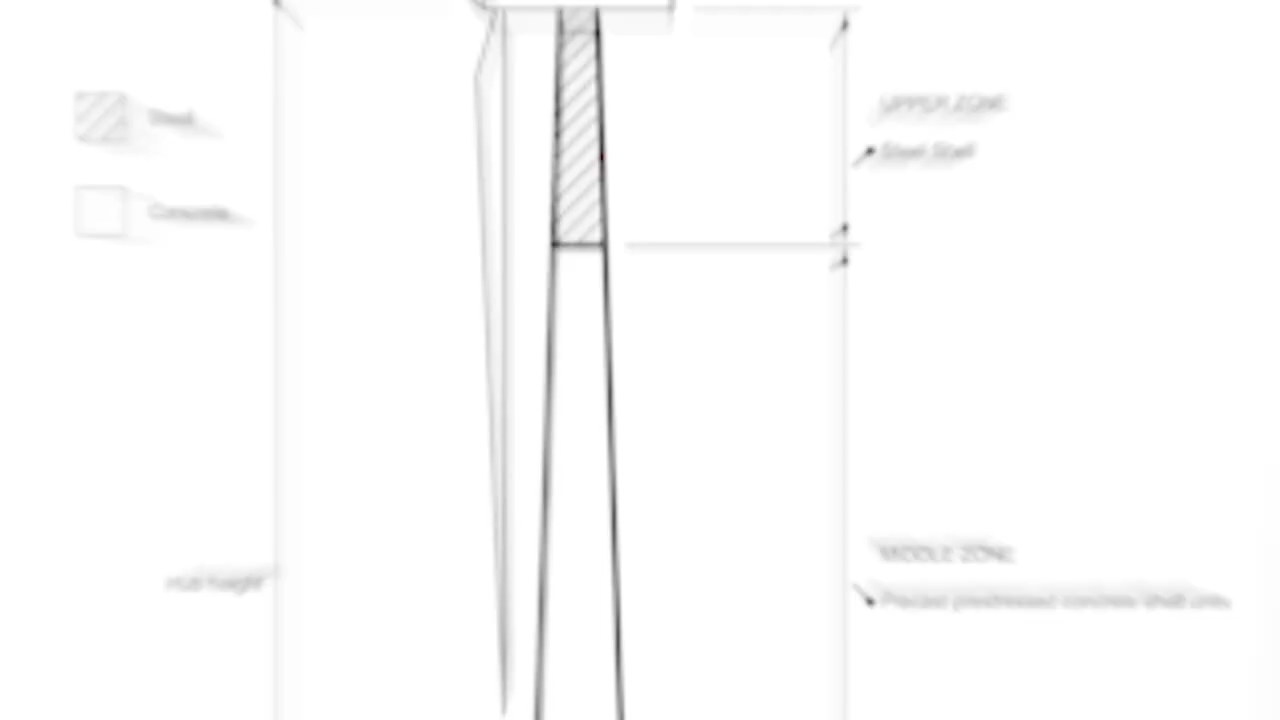 UPPER ZONE
Steel
Steel Shell
Concrete
MIDDLE ZONE
Hub height
Precast prestressed concrete shell units